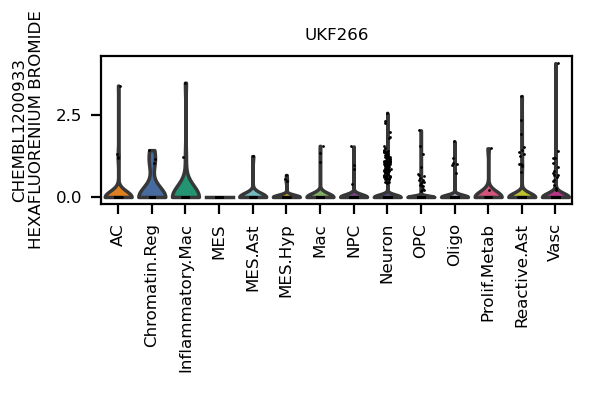 UKF266
CHEMBL1200933
HEXAFLUORENIUM BROMIDE
2.5
0.0
AC
Chromatin.Reg
Inflammatory.Mac
MES
MES.Ast
MES.Hyp
Mac
NPC
Neuron
OPC
Oligo
Prolif.Metab
Reactive.Ast
Vasc